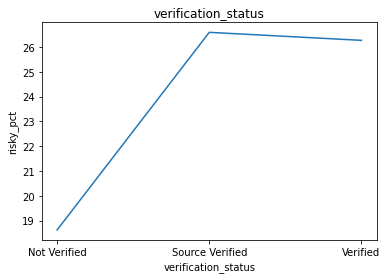 verification_status
26
25
24
23
22
21
20
19
risky_pct
Not Verified Source Verified Verified
verification_status